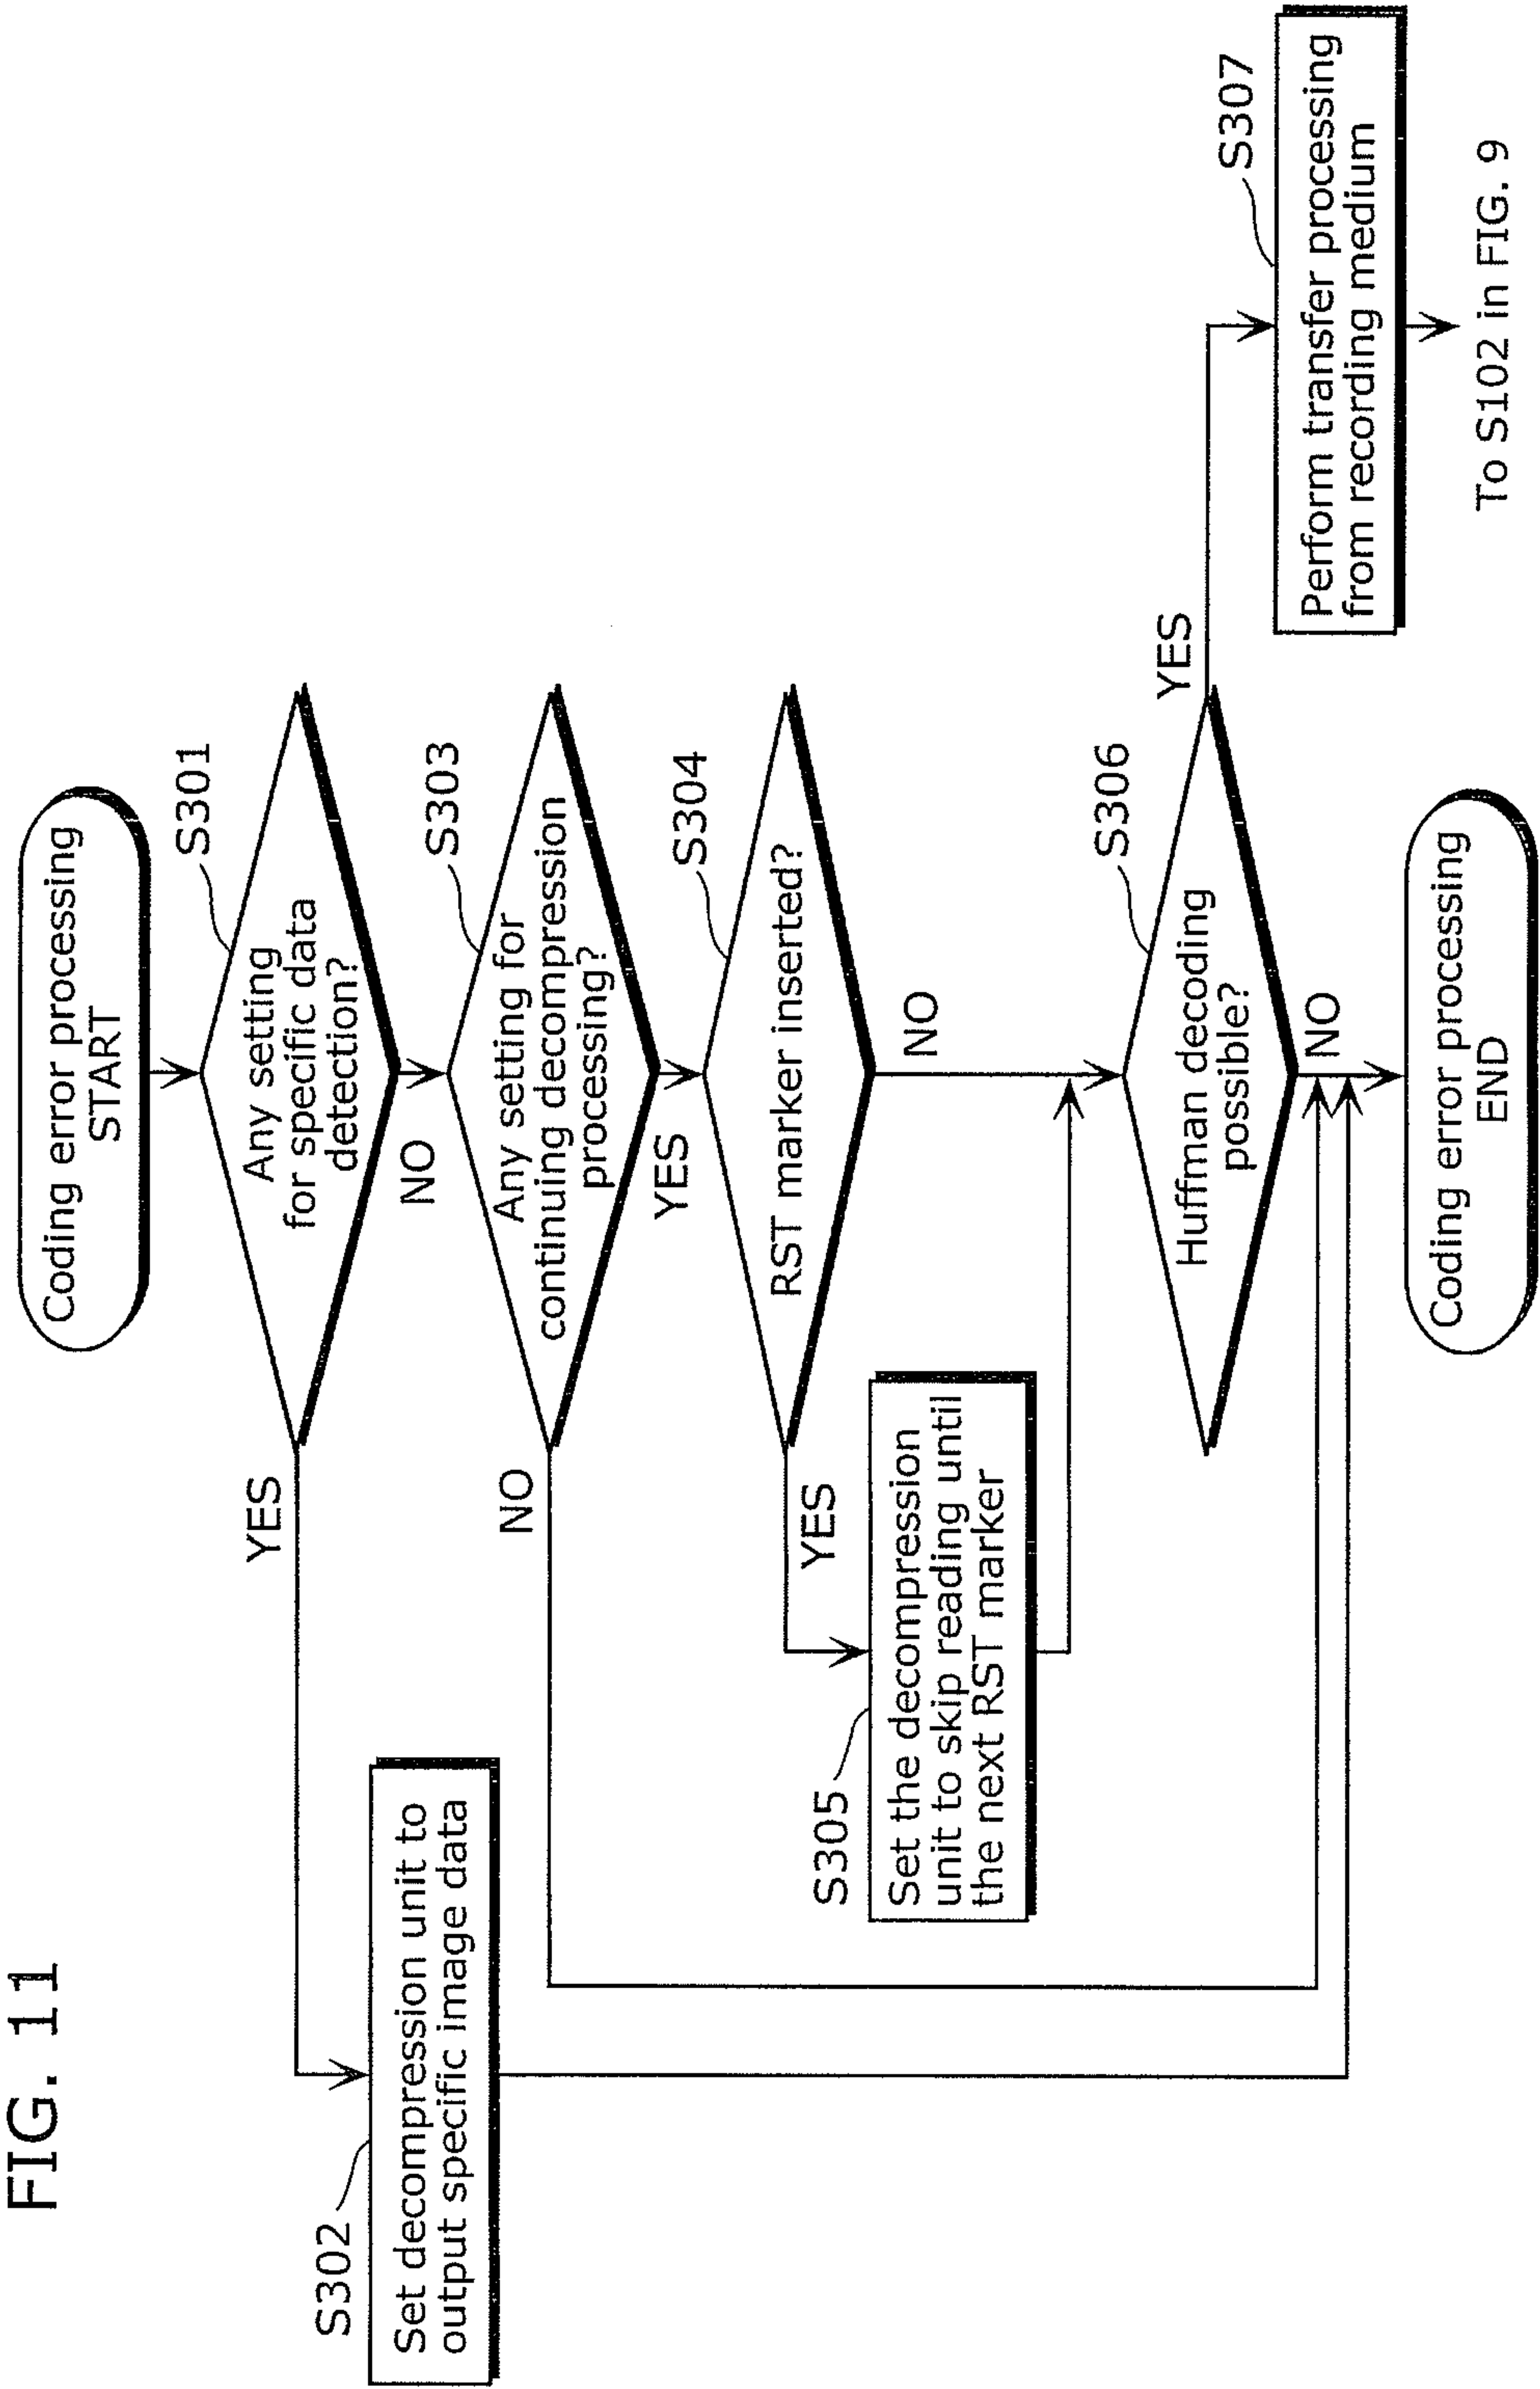 FIG. 11
Coding error processing
START
S301
Any setting
for specific data
detection?
YES
NO
S302
Set decompression unit to
output specific image data
S303
Any setting for
continuing decompression
processing?
NO
YES
S304
RST marker inserted?
YES
NO
S305
Set the decompression
unit to skip reading until
the next RST marker
S306
Huffman decoding
possible?
YES
NO
S307
Perform transfer processing
from recording medium
To S102 in FIG. 9
Coding error processing
END